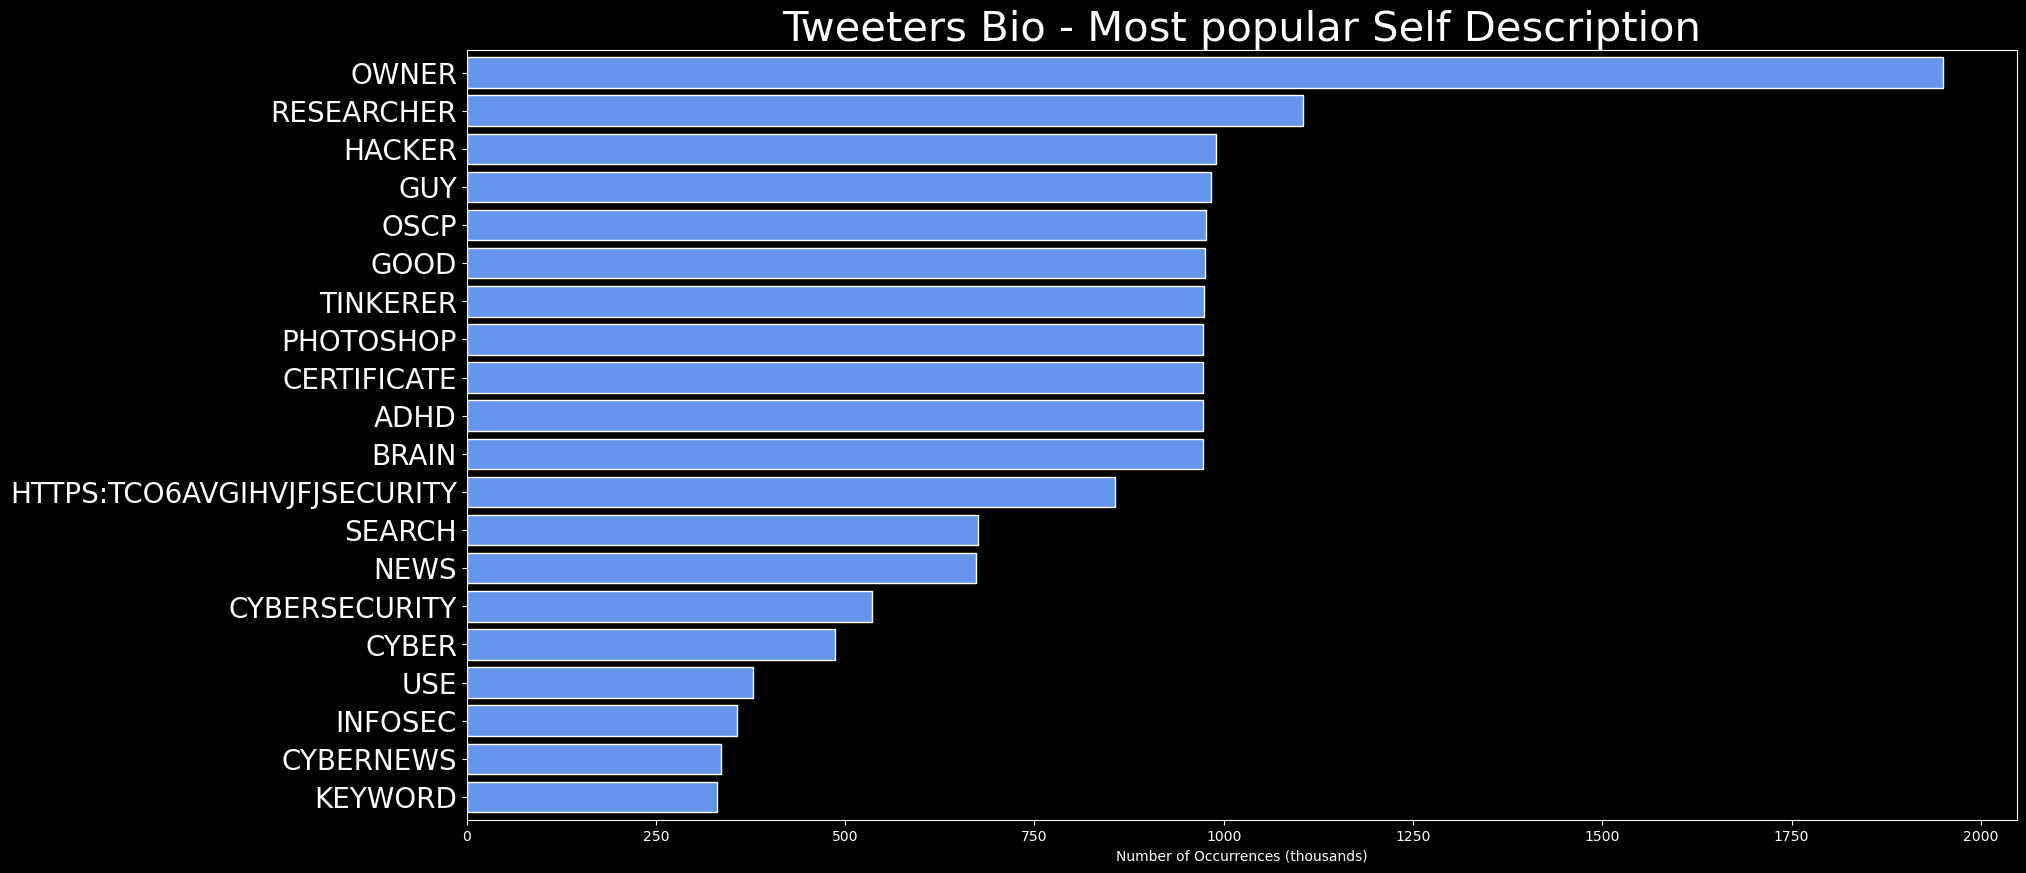 Tweeters Bio - Most popular Self Description
OWNER
RESEARCHER
HACKER
GUY
OSCP
GOOD
TINKERER
PHOTOSHOP
CERTIFICATE
ADHD
BRAIN
HTTPS:TCO6AVGIHVJFJSECURITY
SEARCH
NEWS
CYBERSECURITY
CYBER
USE
INFOSEC
CYBERNEWS
KEYWORD
0 250 500 750 1000 1250 1500 1750 2000
Number of Occurrences (thousands)